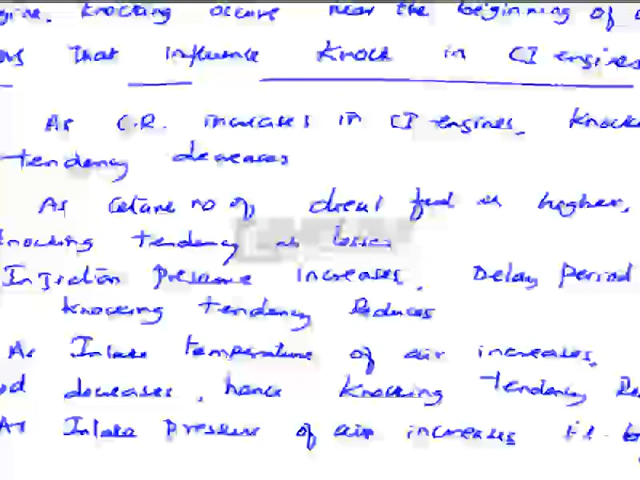 gine. Knocking occurs near the beginning of
ors that influence Knock in CI engines
As C.R. increases in CI engines, Knock
tendency decreases
As Cetane no of diesel fuel is higher,
Knocking tendency is lesser
Injection Pressure increases, Delay Period
Knocking tendency Reduces
As Intake temperature of air increases,
od decreases, hence Knocking tendency Re
As Intake Pressure of air increases i.e.